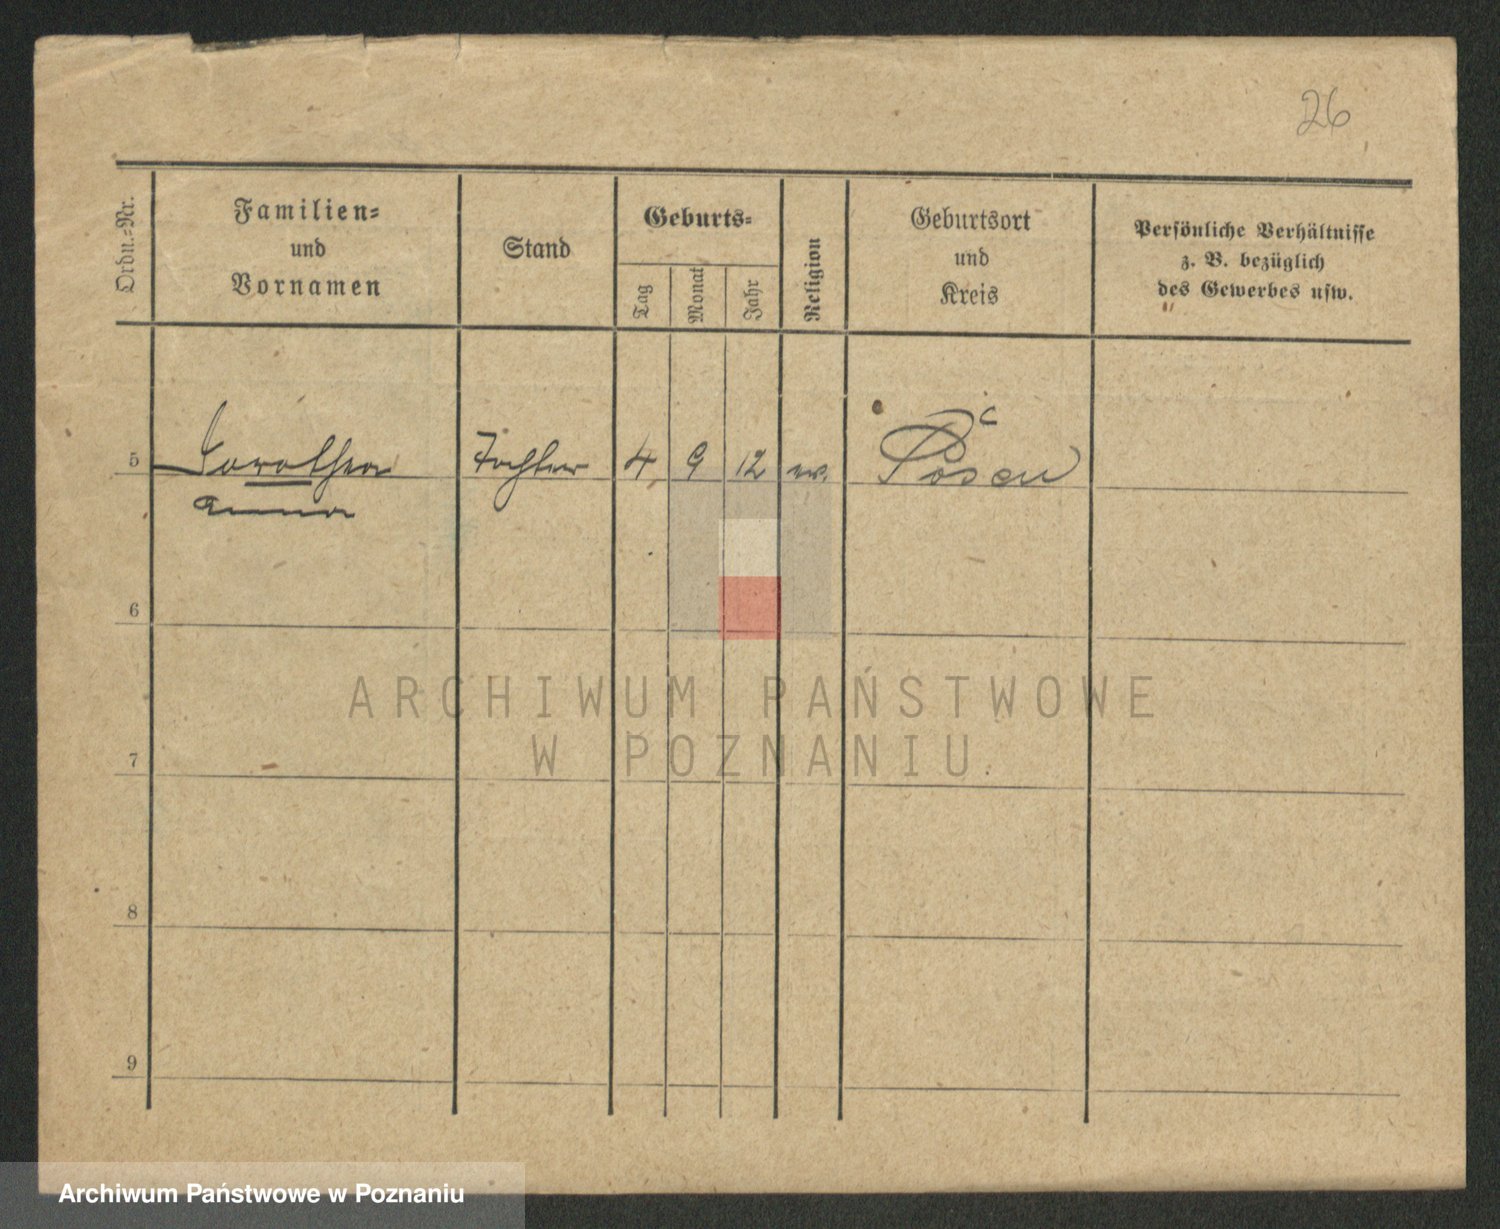 26
Ordn.=Nr.
Familien=
und
Vornamen
Stand
Geburts=
Tag
Monat
Jahr
Religion
Geburtsort
und
Kreis
Persönliche Verhältnisse
z. B. bezüglich
des Gewerbes usw.
5 Dorothea Tochter 4 9 12 ev. Posen
Anna
6
7
8
9
ARCHIWUM PAŃSTWOWE
W POZNANIU
Archiwum Państwowe w Poznaniu